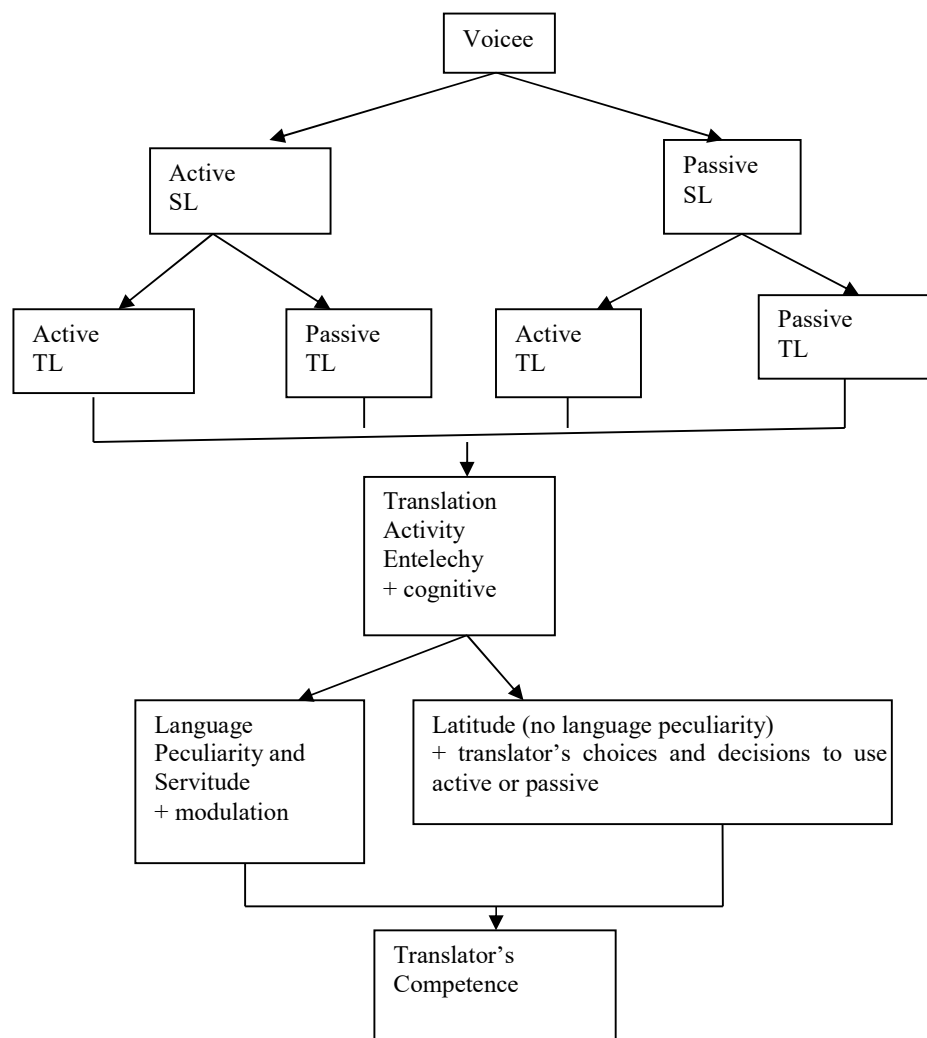 Voicee
Active
SL
Passive
SL
Active
TL
Passive
TL
Active
TL
Passive
TL
Translation
Activity
Entelechy
+ cognitive
Language
Peculiarity and
Servitude
+ modulation
Latitude (no language peculiarity)
+ translator’s choices and decisions to use
active or passive
Translator’s
Competence